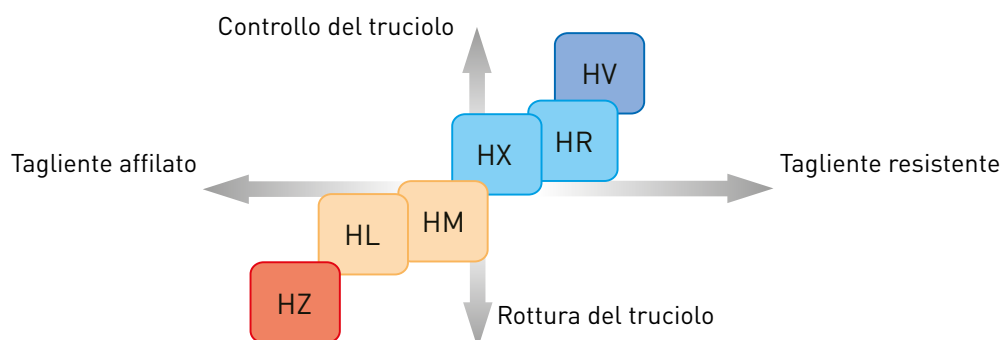 Controllo del truciolo
HV
HR
HX
Tagliente affilato
Tagliente resistente
HM
HL
HZ
Rottura del truciolo